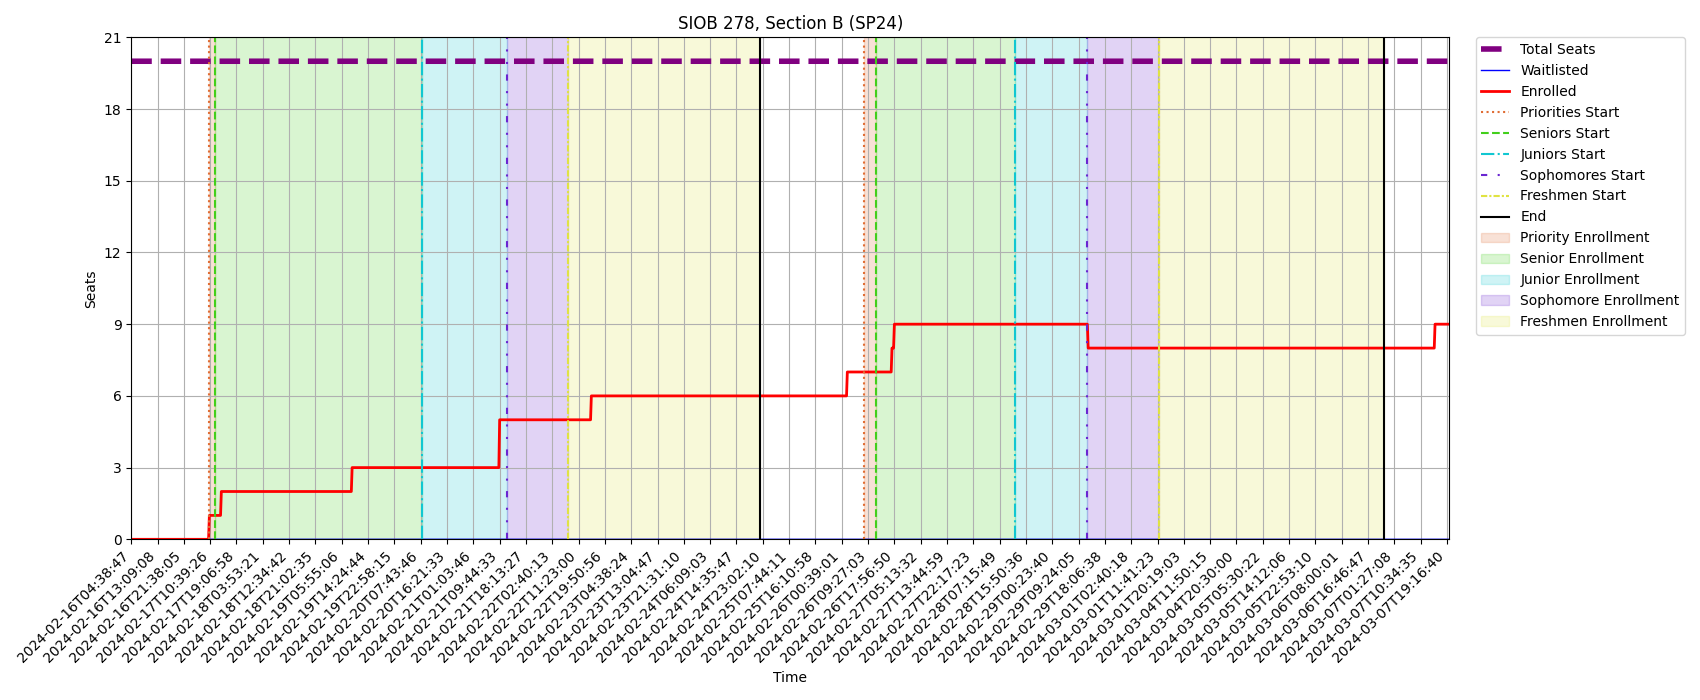 SIOB 278, Section B (SP24)
Seats
21
18
15
12
9
6
3
0
2024-02-16T04:38:47
2024-02-16T13:09:08
2024-02-16T21:38:05
2024-02-17T10:39:26
2024-02-17T19:06:58
2024-02-18T03:53:21
2024-02-18T12:34:42
2024-02-18T21:02:35
2024-02-19T05:55:06
2024-02-19T14:24:44
2024-02-19T22:58:15
2024-02-20T07:43:46
2024-02-20T16:21:33
2024-02-21T01:03:46
2024-02-21T09:44:33
2024-02-21T18:13:27
2024-02-22T02:40:13
2024-02-22T11:23:00
2024-02-22T19:50:56
2024-02-23T04:38:24
2024-02-23T13:04:47
2024-02-23T21:31:10
2024-02-24T06:09:03
2024-02-24T14:35:47
2024-02-24T23:02:10
2024-02-25T07:44:11
2024-02-25T16:10:58
2024-02-26T00:39:01
2024-02-26T09:27:03
2024-02-26T17:56:50
2024-02-27T05:13:32
2024-02-27T13:44:59
2024-02-27T22:17:23
2024-02-28T07:15:49
2024-02-28T15:50:36
2024-02-29T00:23:40
2024-02-29T09:24:05
2024-02-29T18:06:38
2024-03-01T02:40:18
2024-03-01T11:41:23
2024-03-01T20:19:03
2024-03-04T11:50:15
2024-03-04T20:30:00
2024-03-05T05:30:22
2024-03-05T14:12:06
2024-03-05T22:53:10
2024-03-06T08:00:01
2024-03-06T16:46:47
2024-03-07T01:27:08
2024-03-07T10:34:35
2024-03-07T19:16:40
Time
Total Seats
Waitlisted
Enrolled
Priorities Start
Seniors Start
Juniors Start
Sophomores Start
Freshmen Start
End
Priority Enrollment
Senior Enrollment
Junior Enrollment
Sophomore Enrollment
Freshmen Enrollment